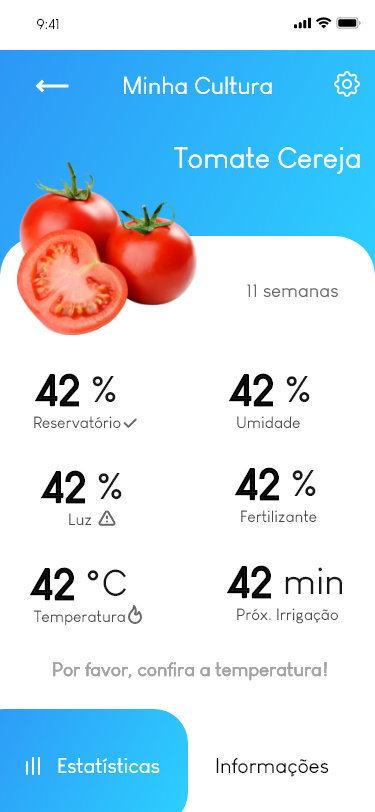 9:41
Minha Cultura
Tomate Cereja
11 semanas
42 % 42 %
Reservatório Umidade
42 % 42 %
Luz Fertilizante
42 °C 42 min
Temperatura Próx. Irrigação
Por favor, confira a temperatura!
Estatísticas Informações